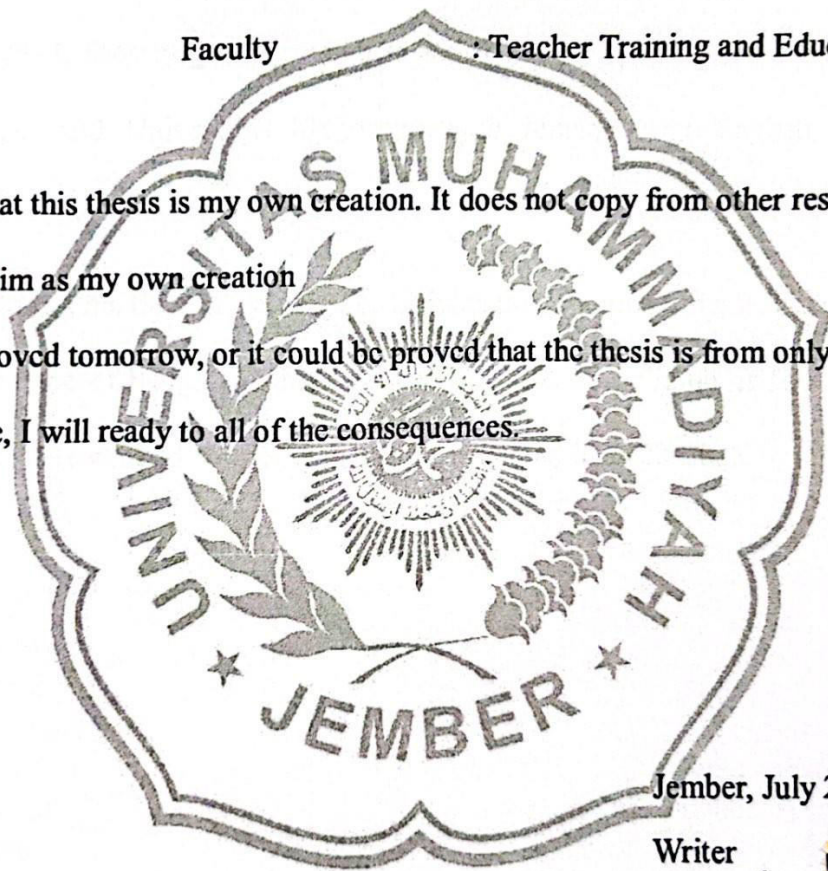 Faculty : Teacher Training and Edu
at this thesis is my own creation. It does not copy from other res
im as my own creation
oved tomorrow, or it could be proved that the thesis is from only
, I will ready to all of the consequences.
UNIVERSITAS MUHAMMADIYAH
JEMBER
Jember, July 2
Writer